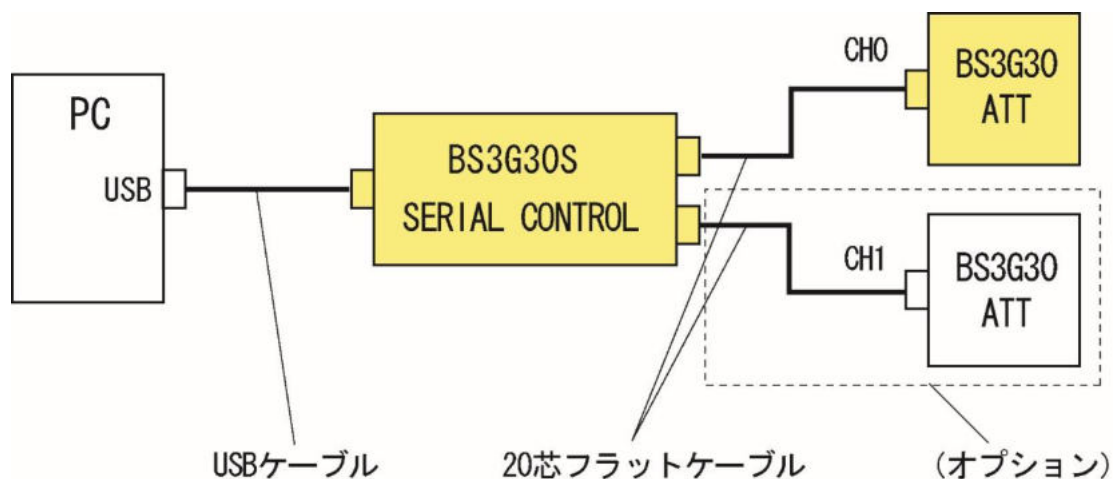 PC
USB
BS3G30S
SERIAL CONTROL
CH0
BS3G30
ATT
CH1
BS3G30
ATT
USBケーブル
20芯フラットケーブル
(オプション)